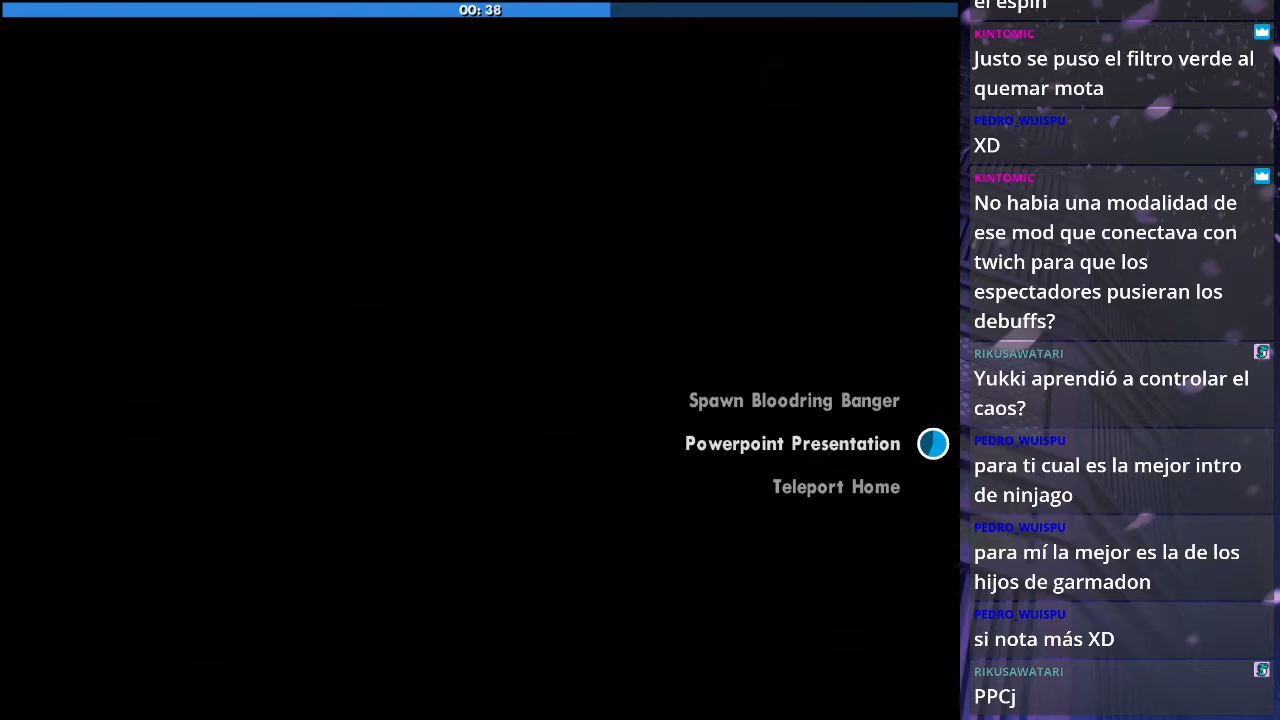 00:38
Spawn Bloodring Banger
Powerpoint Presentation
Teleport Home
el espin
KINTOMIC
Justo se puso el filtro verde al
quemar mota
PEDRO_WUISPU
XD
KINTOMIC
No habia una modalidad de
ese mod que conectava con
twich para que los
espectadores pusieran los
debuffs?
RIKUSAWATARI
Yukki aprendió a controlar el
caos?
PEDRO_WUISPU
para ti cual es la mejor intro
de ninjago
PEDRO_WUISPU
para mí la mejor es la de los
hijos de garmadon
PEDRO_WUISPU
si nota más XD
RIKUSAWATARI
PPCj